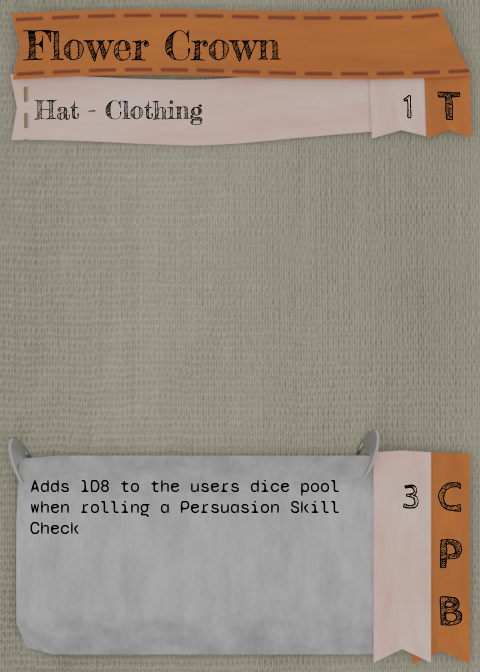 Flower Crown
Hat - Clothing
1 T
Adds 1D8 to the users dice pool
when rolling a Persuasion Skill
Check
3 C
P
B